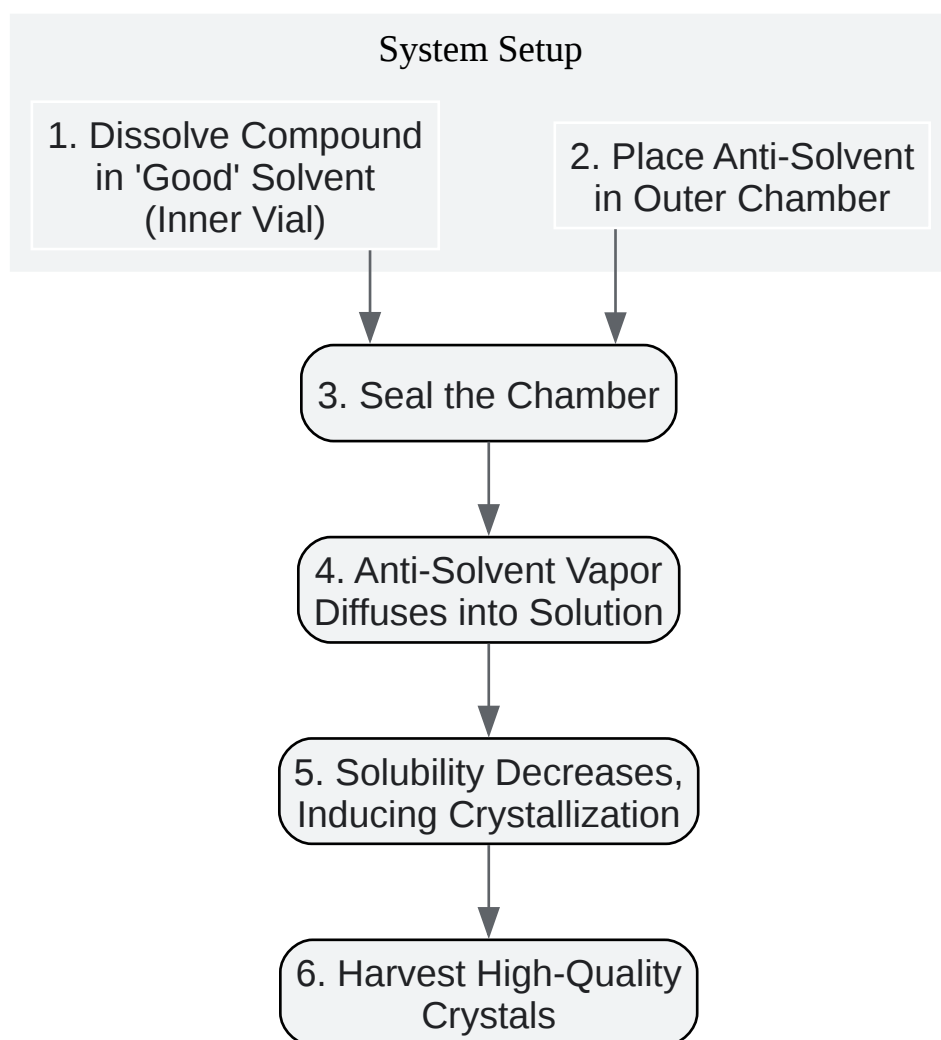 System Setup
1. Dissolve Compound
in 'Good' Solvent
(Inner Vial)
2. Place Anti-Solvent
in Outer Chamber
3. Seal the Chamber
4. Anti-Solvent Vapor
Diffuses into Solution
5. Solubility Decreases,
Inducing Crystallization
6. Harvest High-Quality
Crystals